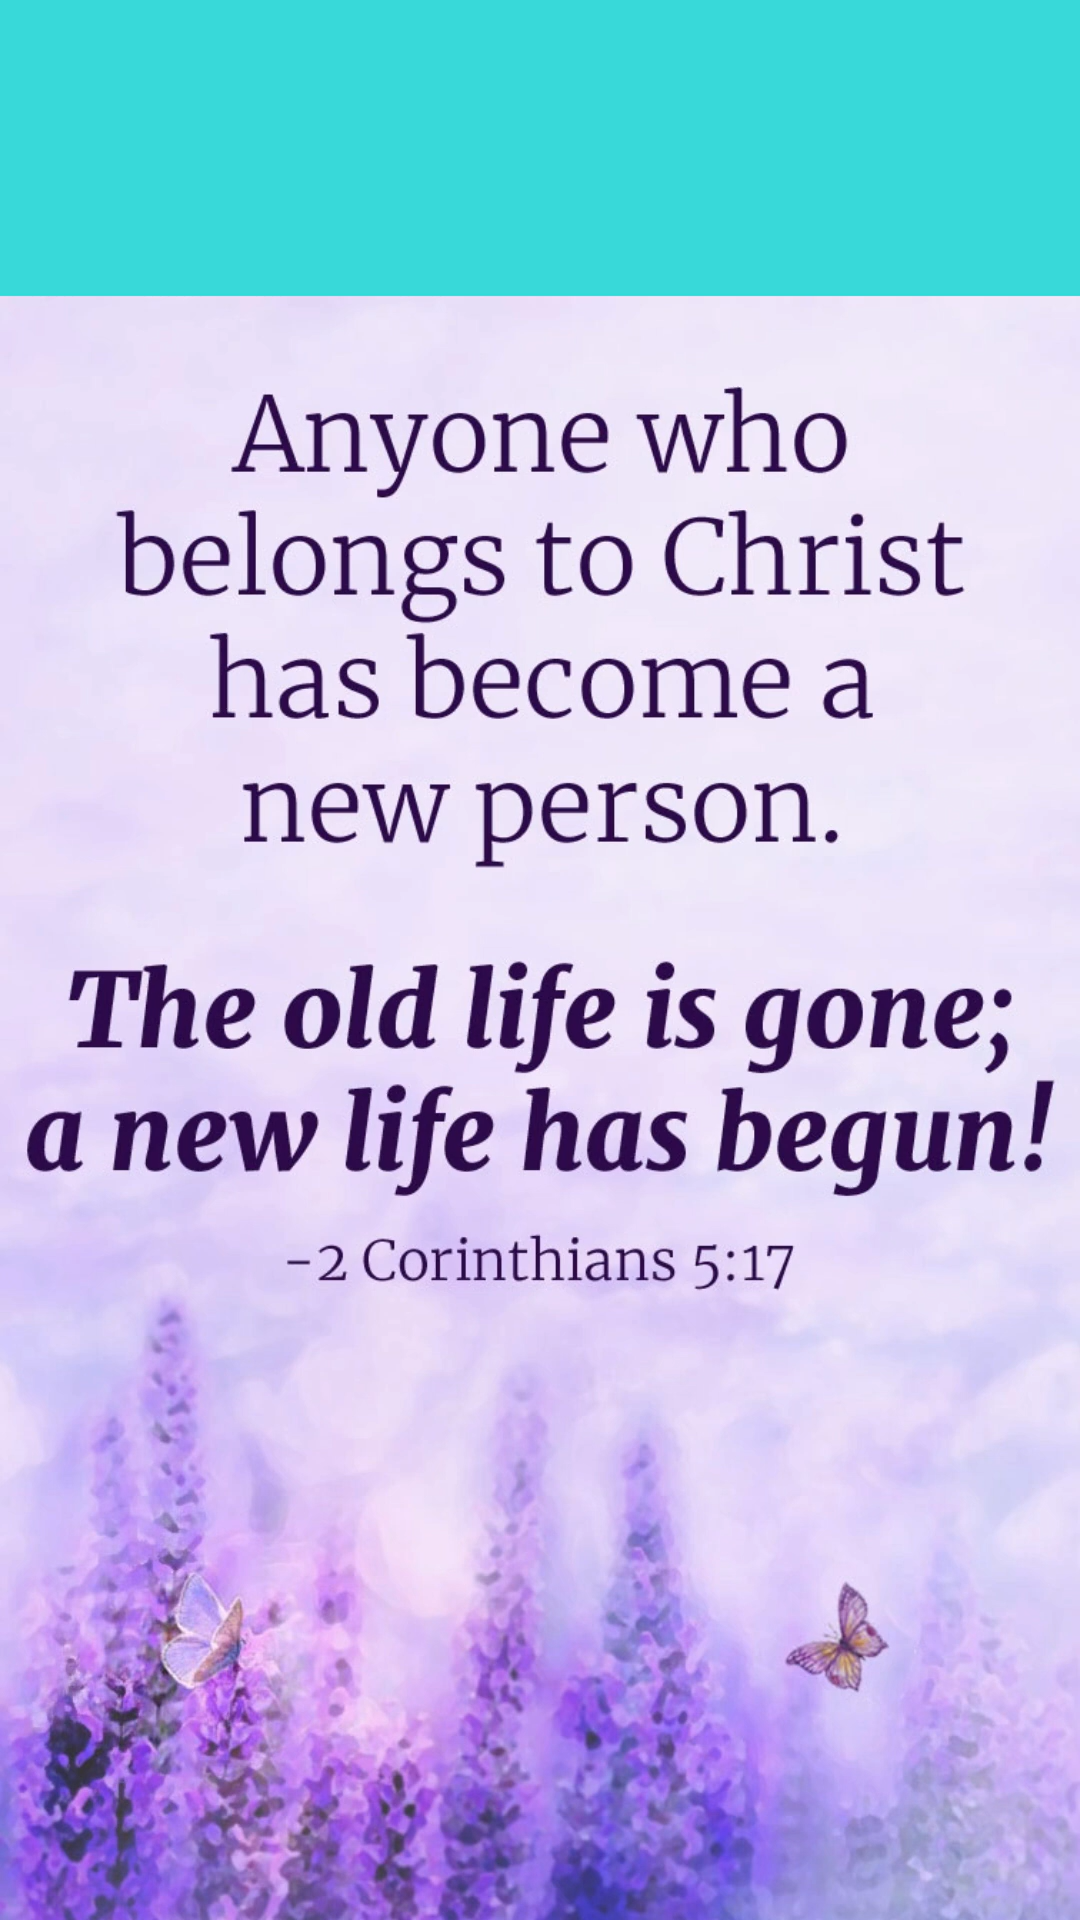 Anyone who
belongs to Christ
has become a
new person.
The old life is gone;
a new life has begun!
-2 Corinthians 5:17